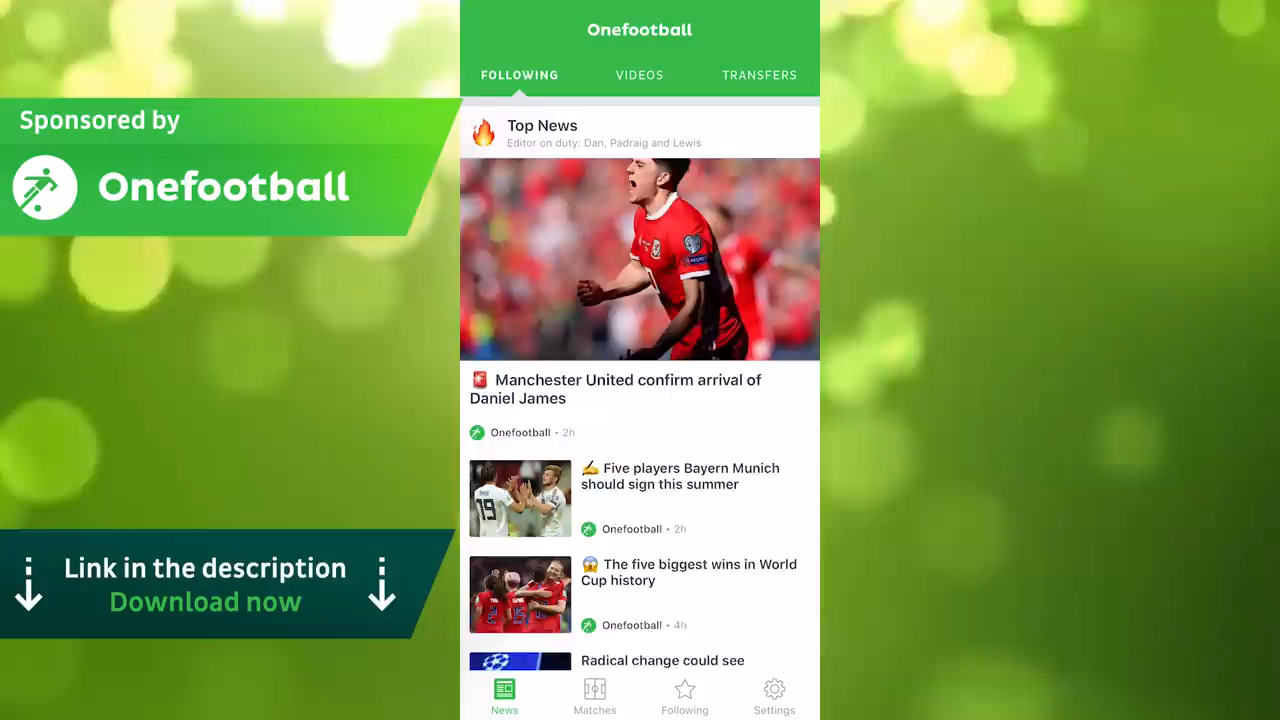 Sponsored by
Onefootball
Link in the description
Download now
Onefootball
FOLLOWING VIDEOS TRANSFERS
Top News
Editor on duty: Dan, Padraig and Lewis
Manchester United confirm arrival of
Daniel James
Onefootball • 2h
Five players Bayern Munich
should sign this summer
Onefootball • 2h
19
The five biggest wins in World
Cup history
Onefootball • 4h
Radical change could see
News Matches Following Settings